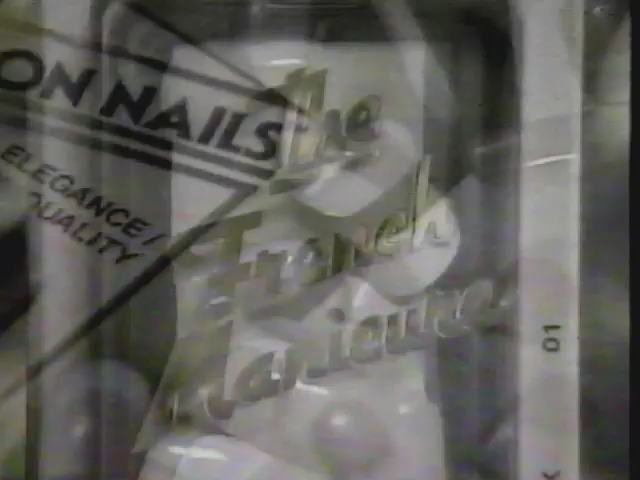 ON NAILS
ELEGANCE/
QUALITY
The
French
Manicure
01